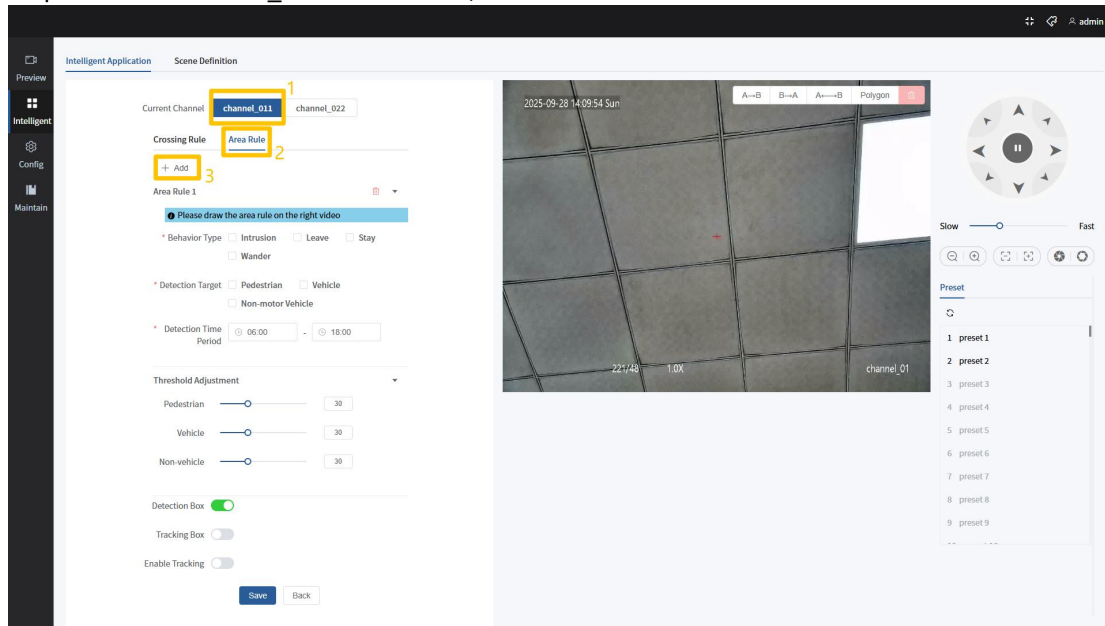 admin
Preview
Intelligent
Config
Maintain
Intelligent Application Scene Definition
1
Current Channel channel_011 channel_022
Crossing Rule Area Rule
2
+ Add
3
Area Rule 1
Please draw the area rule on the right video
* Behavior Type Intrusion Leave Stay
Wander
* Detection Target Pedestrian Vehicle
Non-motor Vehicle
* Detection Time Period 06:00 - 18:00
Threshold Adjustment
Pedestrian 30
Vehicle 30
Non-vehicle 30
Detection Box
Tracking Box
Enable Tracking
Save Back
2025-09-28 14:09:54 Sun
A→B B→A A←→B Polygon
221/48 1.0X channel_01
Slow Fast
Preset
1 preset 1
2 preset 2
3 preset 3
4 preset 4
5 preset 5
6 preset 6
7 preset 7
8 preset 8
9 preset 9